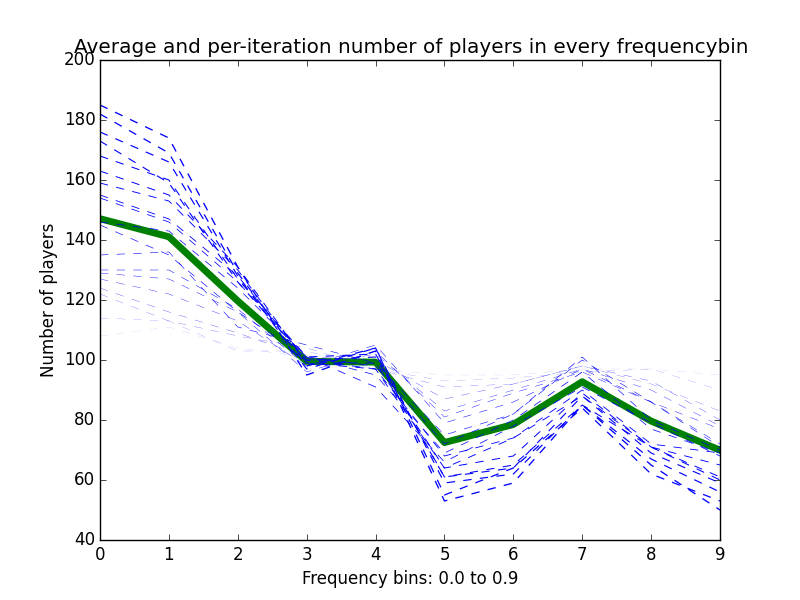 Average and per-iteration number of players in every frequencybin
200
180
160
140
120
100
80
60
40
Number of players
0 1 2 3 4 5 6 7 8 9
Frequency bins: 0.0 to 0.9